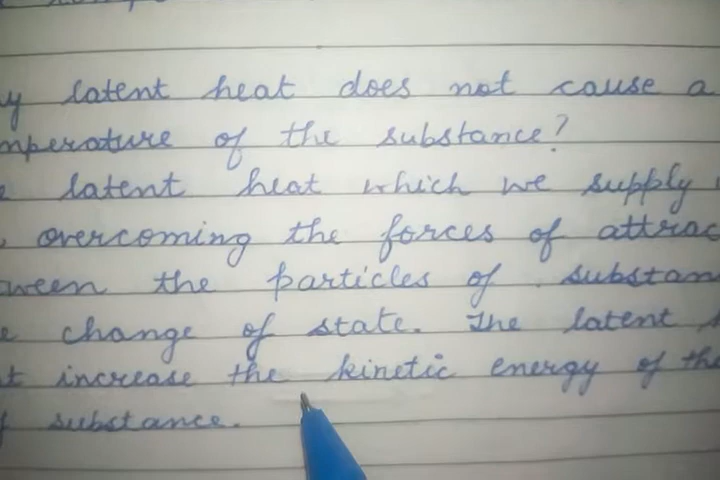 y latent heat does not cause a
mperature of the substance?
e latent heat which we supply
overcoming the forces of attrac
ween the particles of substan
e change of state. The latent
t increase the kinetic energy of the
f substance.